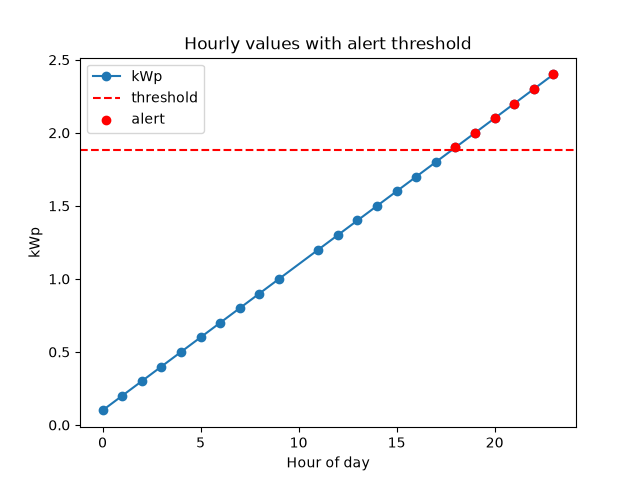 Hourly values with alert threshold
kWp
threshold
alert
2.5
2.0
1.5
1.0
0.5
0.0
kWp
0 5 10 15 20
Hour of day